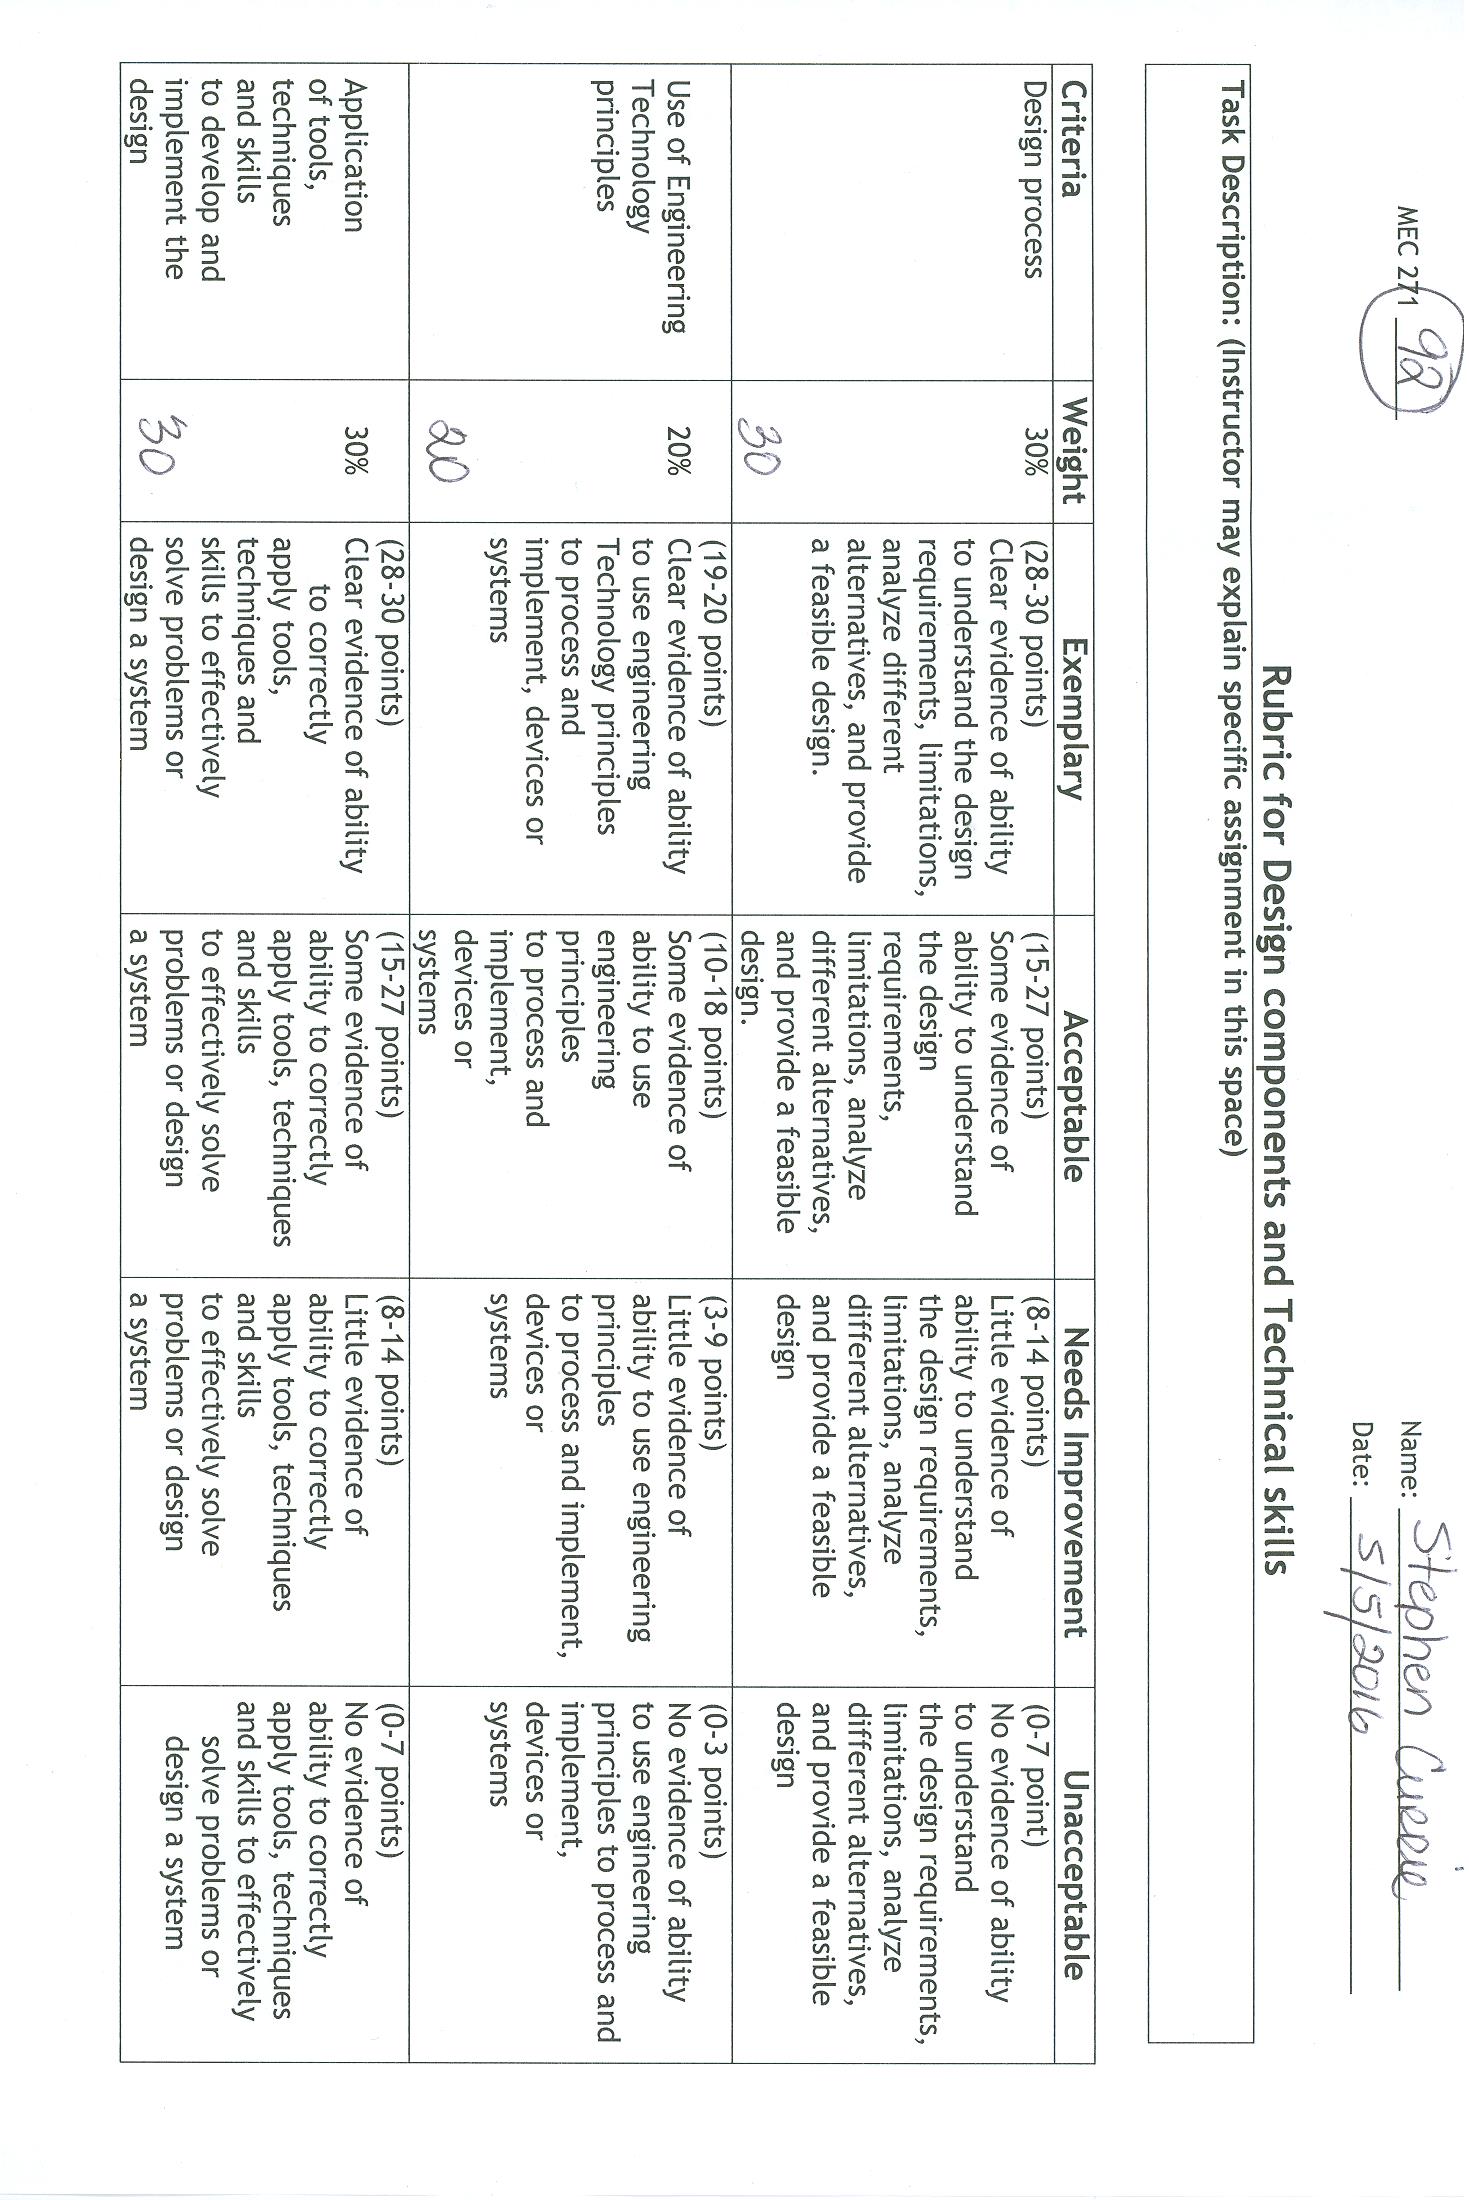 MEC 271 92
Name: Stephen Currie
Date: 5/5/2016
Rubric for Design components and Technical skills
Task Description: (Instructor may explain specific assignment in this space)
Criteria Weight Exemplary Acceptable Needs Improvement Unacceptable
Design process
30%
30
(28-30 points)
Clear evidence of ability
to understand the design
requirements, limitations,
analyze different
alternatives, and provide
a feasible design.
(15-27 points)
Some evidence of
ability to understand
the design
requirements,
limitations, analyze
different alternatives,
and provide a feasible
design.
(8-14 points)
Little evidence of
ability to understand
the design requirements,
limitations, analyze
different alternatives,
and provide a feasible
design
(0-7 point)
No evidence of ability
to understand
the design requirements,
limitations, analyze
different alternatives,
and provide a feasible
design
Use of Engineering
Technology
principles
20%
20
(19-20 points)
Clear evidence of ability
to use engineering
Technology principles
to process and
implement, devices or
systems
(10-18 points)
Some evidence of
ability to use
engineering
principles
to process and
implement,
devices or
systems
(3-9 points)
Little evidence of
ability to use engineering
principles
to process and implement,
devices or
systems
(0-3 points)
No evidence of ability
to use engineering
principles to process and
implement,
devices or
systems
Application
of tools,
techniques
and skills
to develop and
implement the
design
30%
30
(28-30 points)
Clear evidence of ability
to correctly
apply tools,
techniques and
skills to effectively
solve problems or
design a system
(15-27 points)
Some evidence of
ability to correctly
apply tools, techniques
and skills
to effectively solve
problems or design
a system
(8-14 points)
Little evidence of
ability to correctly
apply tools, techniques
and skills
to effectively solve
problems or design
a system
(0-7 points)
No evidence of
ability to correctly
apply tools, techniques
and skills to effectively
solve problems or
design a system